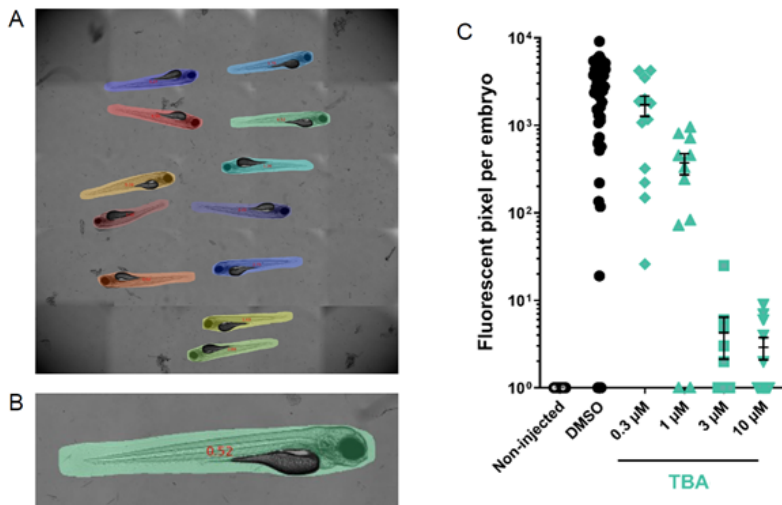 A
B
0.52
C
Fluorescent pixel per embryo
10⁴
10³
10²
10¹
10⁰
Non-injected
DMSO
0.3 µM
1 µM
3 µM
10 µM
TBA